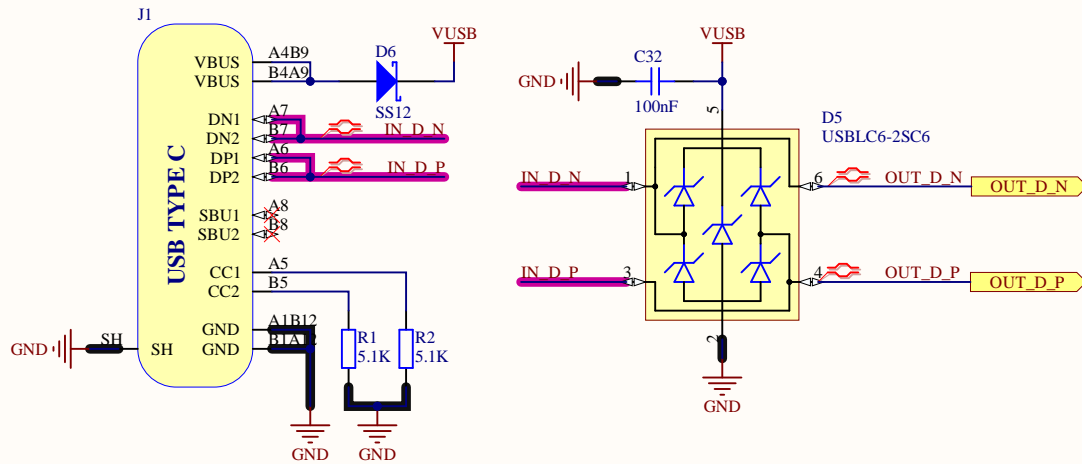 J1
USB TYPE C
VBUS A4B9
VBUS B4A9
DN1 A7
DN2 B7
DP1 A6
DP2 B6
SBU1 A8
SBU2 B8
CC1 A5
CC2 B5
GND A1B12
GND B1A12
SH SH
GND
D6
SS12
VUSB
IN_D_N
IN_D_P
R1
5.1K
R2
5.1K
GND
GND
VUSB
C32
GND
100nF
5
D5
USBLC6-2SC6
IN_D_N 1
6 OUT_D_N OUT_D_N
IN_D_P 3
4 OUT_D_P OUT_D_P
2
GND